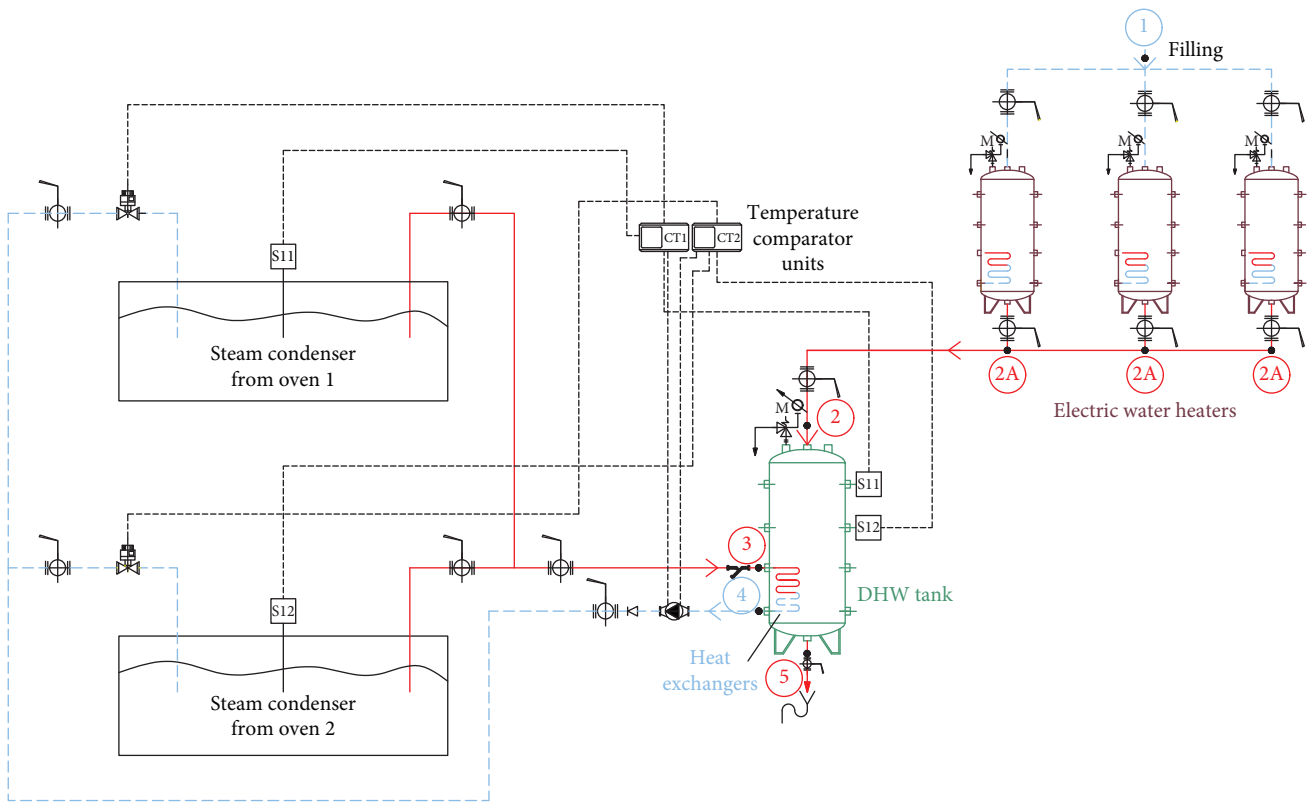 1
Filling
M
M
M
S11
CT1
CT2
Temperature
comparator
units
Steam condenser
from oven 1
2A
2A
2A
Electric water heaters
M
2
S11
S12
3
4
DHW tank
S12
Heat
exchangers
5
Steam condenser
from oven 2